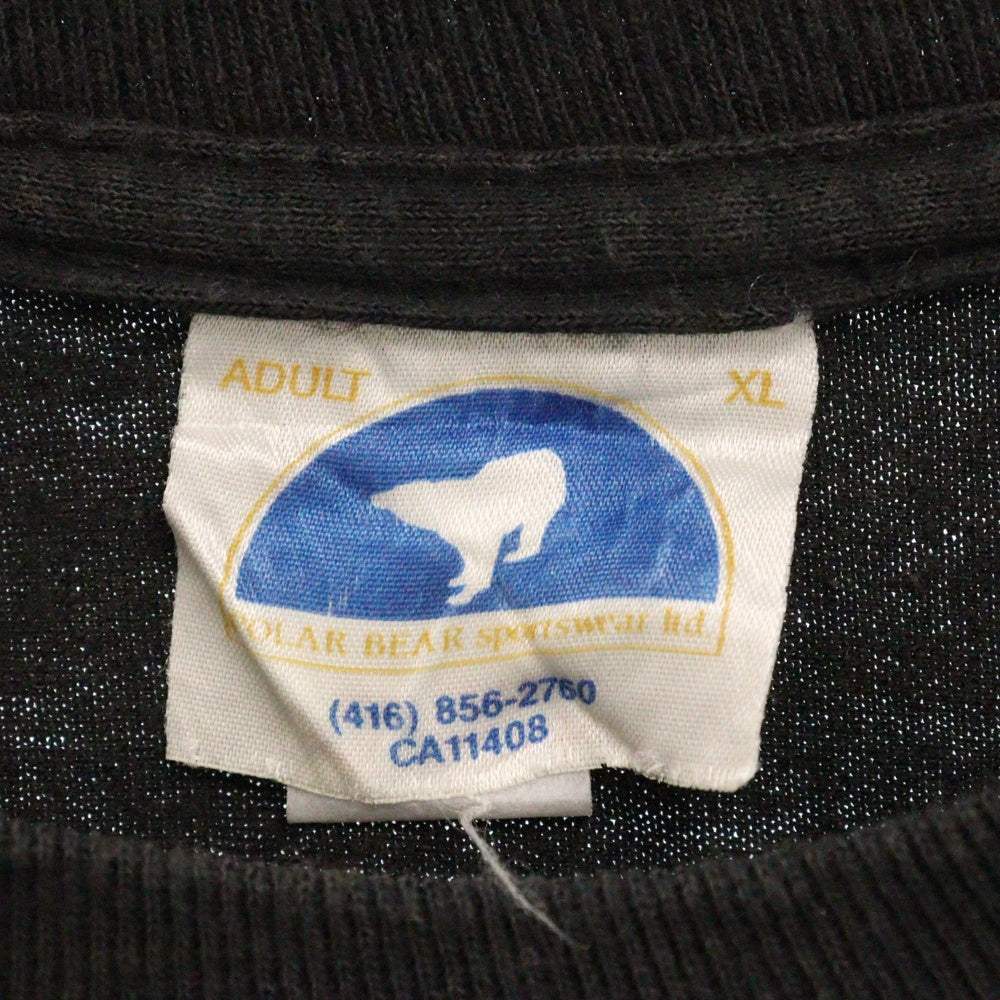 ADULT XL
POLAR BEAR sportswear ltd.
(416) 856-2760
CA11408